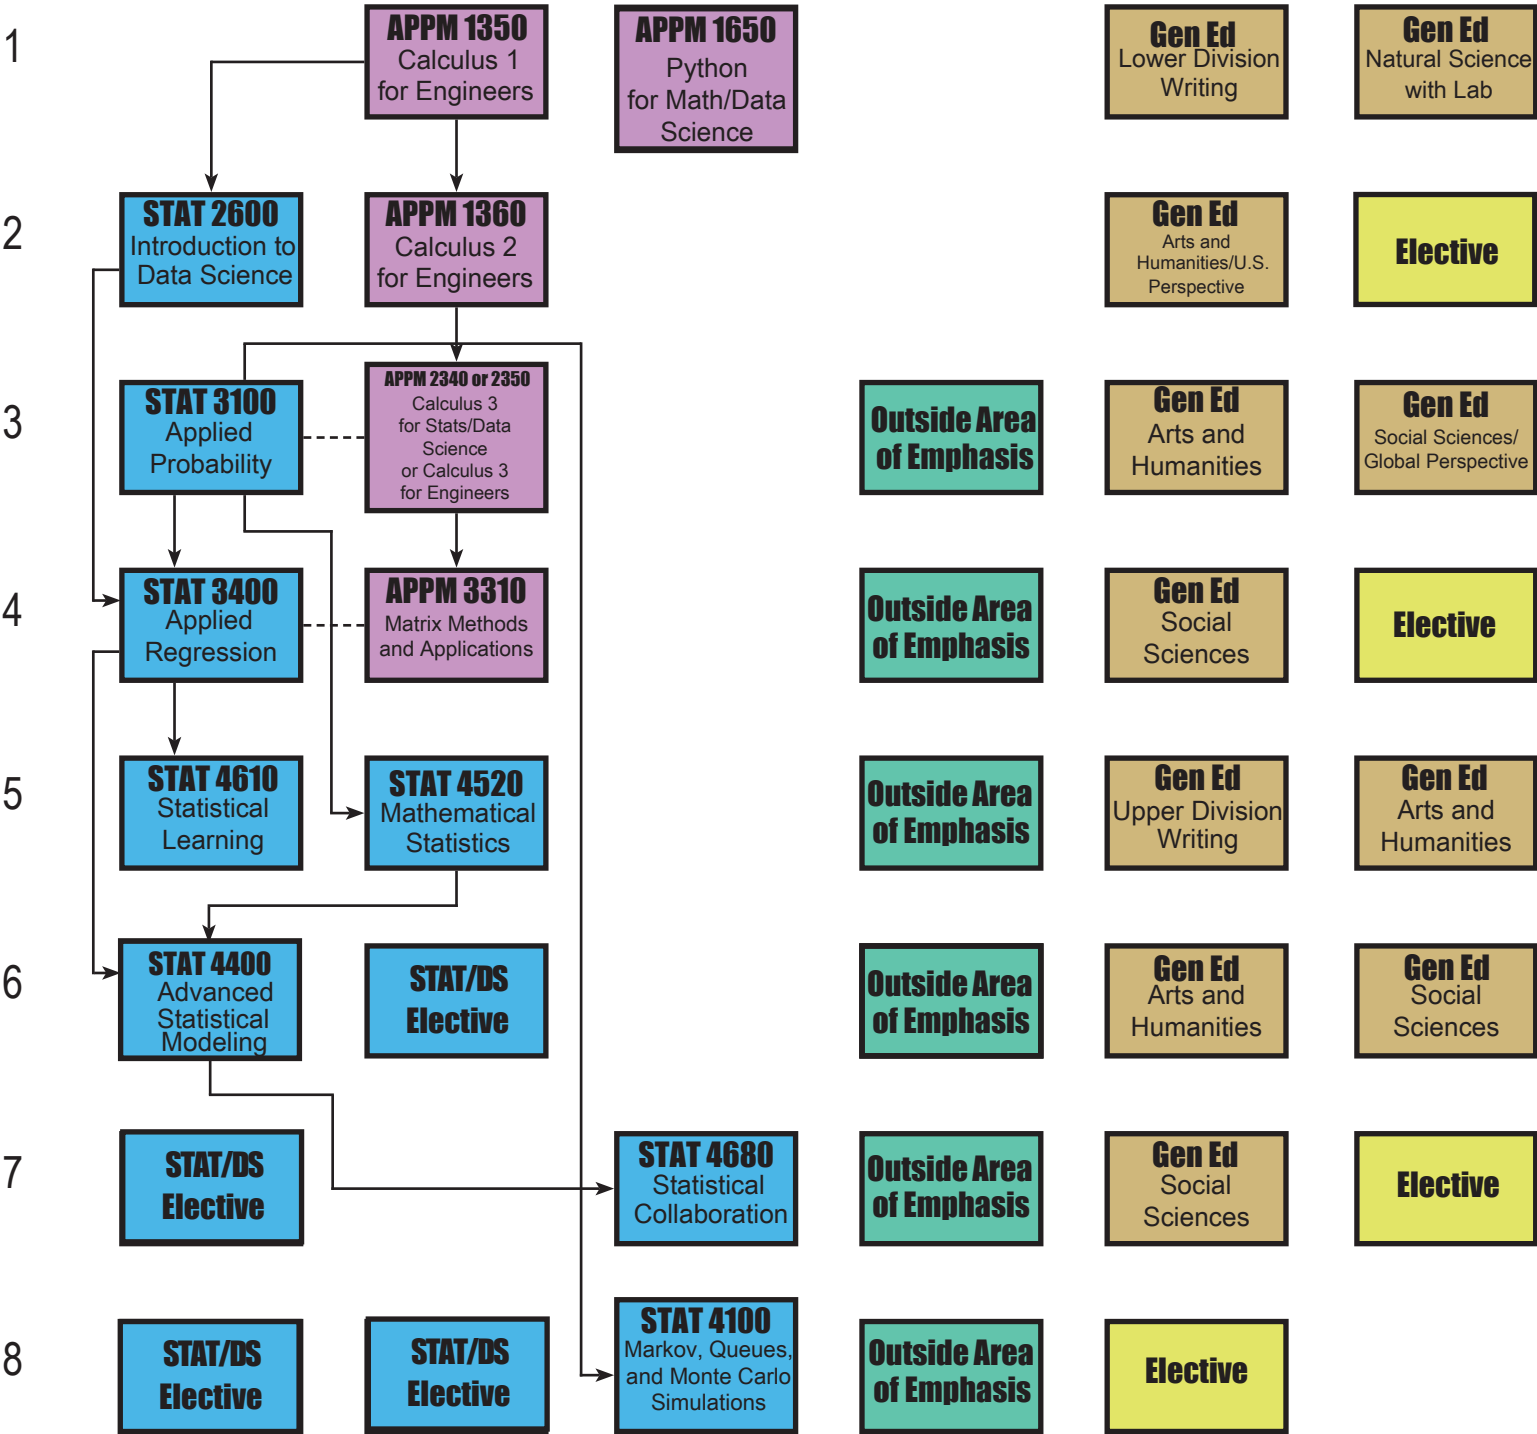 1
APPM 1350
Calculus 1
for Engineers
APPM 1650
Python
for Math/Data
Science
Gen Ed
Lower Division
Writing
Gen Ed
Natural Science
with Lab
2
STAT 2600
Introduction to
Data Science
APPM 1360
Calculus 2
for Engineers
Gen Ed
Arts and
Humanities/U.S.
Perspective
Elective
3
STAT 3100
Applied
Probability
APPM 2340 or 2350
Calculus 3
for Stats/Data
Science
or Calculus 3
for Engineers
Outside Area
of Emphasis
Gen Ed
Arts and
Humanities
Gen Ed
Social Sciences/
Global Perspective
4
STAT 3400
Applied
Regression
APPM 3310
Matrix Methods
and Applications
Outside Area
of Emphasis
Gen Ed
Social
Sciences
Elective
5
STAT 4610
Statistical
Learning
STAT 4520
Mathematical
Statistics
Outside Area
of Emphasis
Gen Ed
Upper Division
Writing
Gen Ed
Arts and
Humanities
6
STAT 4400
Advanced
Statistical
Modeling
STAT/DS
Elective
Outside Area
of Emphasis
Gen Ed
Arts and
Humanities
Gen Ed
Social
Sciences
7
STAT/DS
Elective
STAT 4680
Statistical
Collaboration
Outside Area
of Emphasis
Gen Ed
Social
Sciences
Elective
8
STAT/DS
Elective
STAT/DS
Elective
STAT 4100
Markov, Queues,
and Monte Carlo
Simulations
Outside Area
of Emphasis
Elective